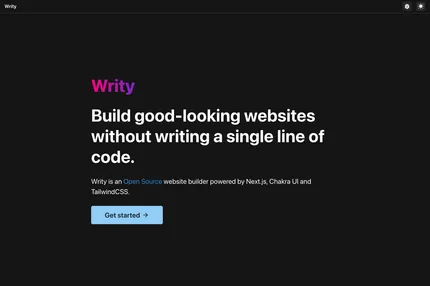 Writy
Writy
Build good-looking websites
without writing a single line of
code.
Writy is an Open Source website builder powered by Next.js, Chakra UI and
TailwindCSS.
Get started →